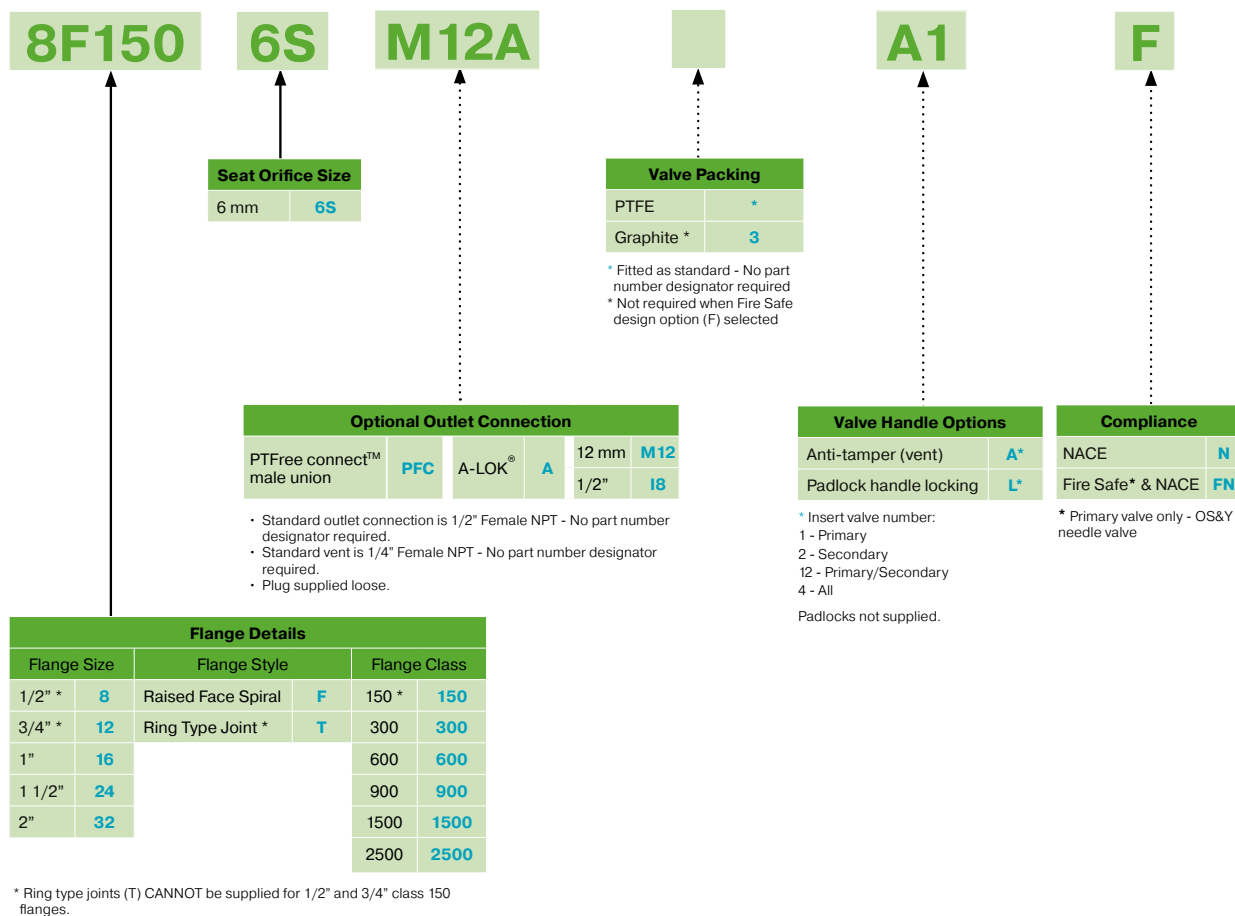 8F150 6S M12A A1 F
Seat Orifice Size
6 mm 6S
Valve Packing
PTFE *
Graphite * 3
* Fitted as standard - No part
number designator required
* Not required when Fire Safe
design option (F) selected
Optional Outlet Connection
PTFree connect™
male union PFC A-LOK® A 12 mm M12
1/2” I8
• Standard outlet connection is 1/2” Female NPT - No part number
designator required.
• Standard vent is 1/4” Female NPT - No part number designator
required.
• Plug supplied loose.
Valve Handle Options
Anti-tamper (vent) A*
Padlock handle locking L*
* Insert valve number:
1 - Primary
2 - Secondary
12 - Primary/Secondary
4 - All
Padlocks not supplied.
Compliance
NACE N
Fire Safe* & NACE FN
* Primary valve only - OS&Y
needle valve
Flange Details
Flange Size Flange Style Flange Class
1/2” * 8 Raised Face Spiral F 150 * 150
3/4” * 12 Ring Type Joint * T 300 300
1” 16 600 600
1 1/2” 24 900 900
2” 32 1500 1500
2500 2500
* Ring type joints (T) CANNOT be supplied for 1/2” and 3/4” class 150
flanges.